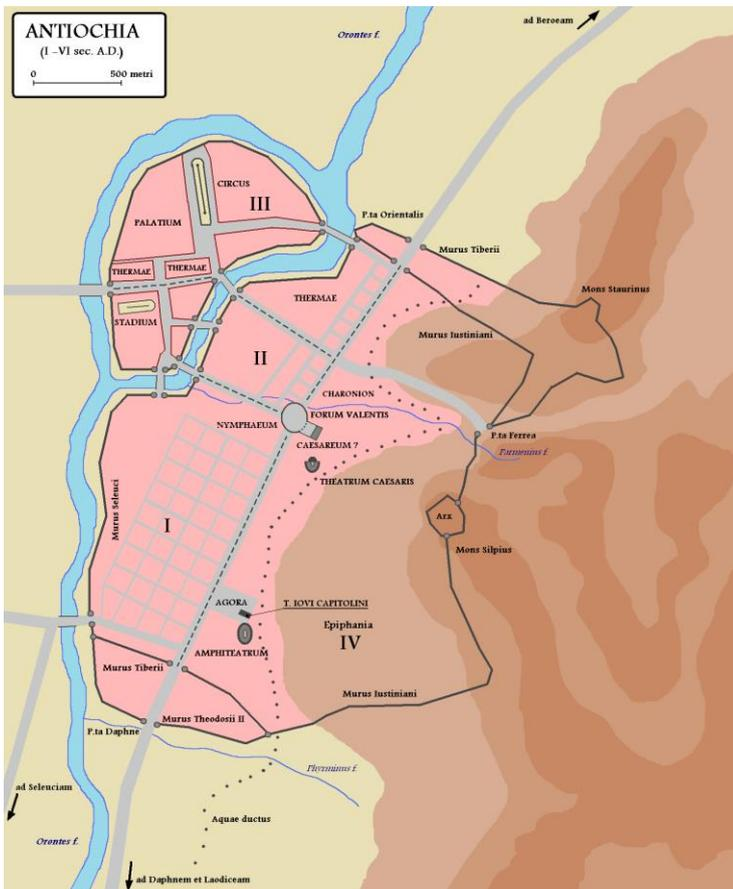 ANTIOCHIA
(I –VI sec. A.D.)
0 500 metri
ad Beroeam
Orontes f.
CIRCUS
III
PALATIUM
P.ta Orientalis
Murus Tiberii
THERMAE
THERMAE
Mons Staurinus
THERMAE
STADIUM
Murus Iustiniani
II
CHARONION
FORUM VALENTIS
NYMPHAEUM
P.ta Ferrea
CAESAREUM ?
Parmenius f.
THEATRUM CAESARIS
Murus Seleuci
I
Arx
Mons Silpius
AGORA
T. IOVI CAPITOLINI
Epiphania
IV
AMPHITEATRUM
Murus Tiberii
Murus Iustiniani
Murus Theodosii II
P.ta Daphne
Phyrminus f.
ad Seleuciam
Aquae ductus
Orontes f.
ad Daphnem et Laodiceam